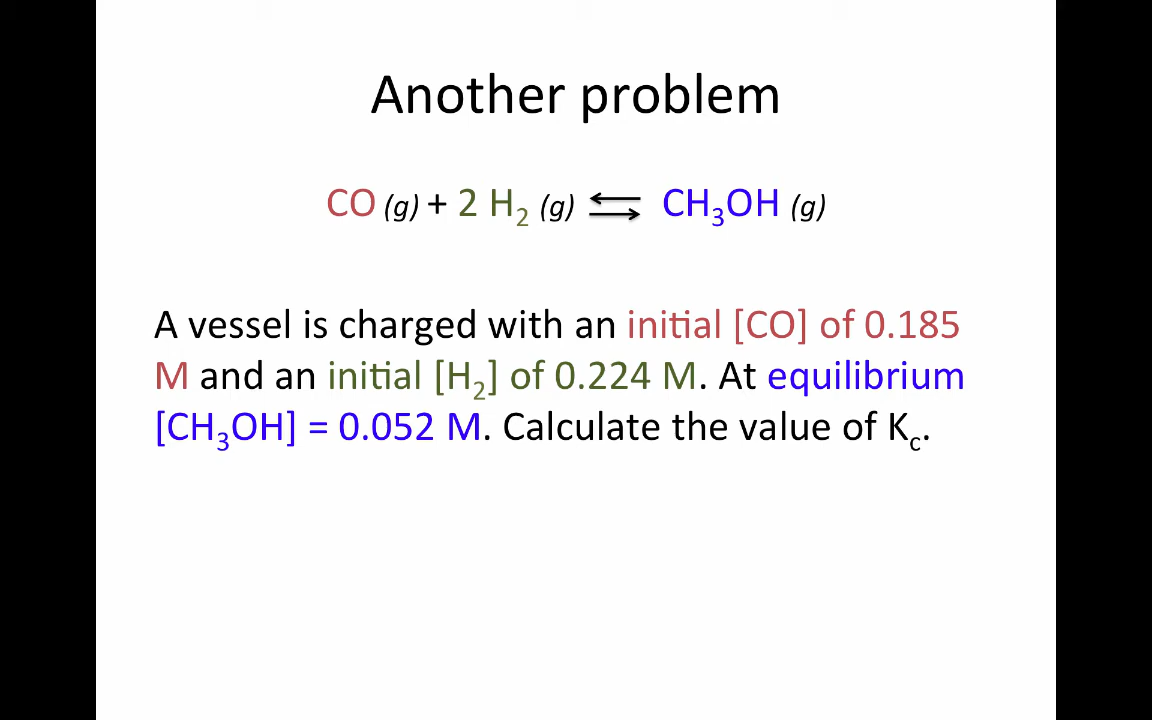 Another problem
CO (g) + 2 H₂ (g) ⇆ CH₃OH (g)
A vessel is charged with an initial [CO] of 0.185
M and an initial [H₂] of 0.224 M. At equilibrium
[CH₃OH] = 0.052 M. Calculate the value of K꜀.